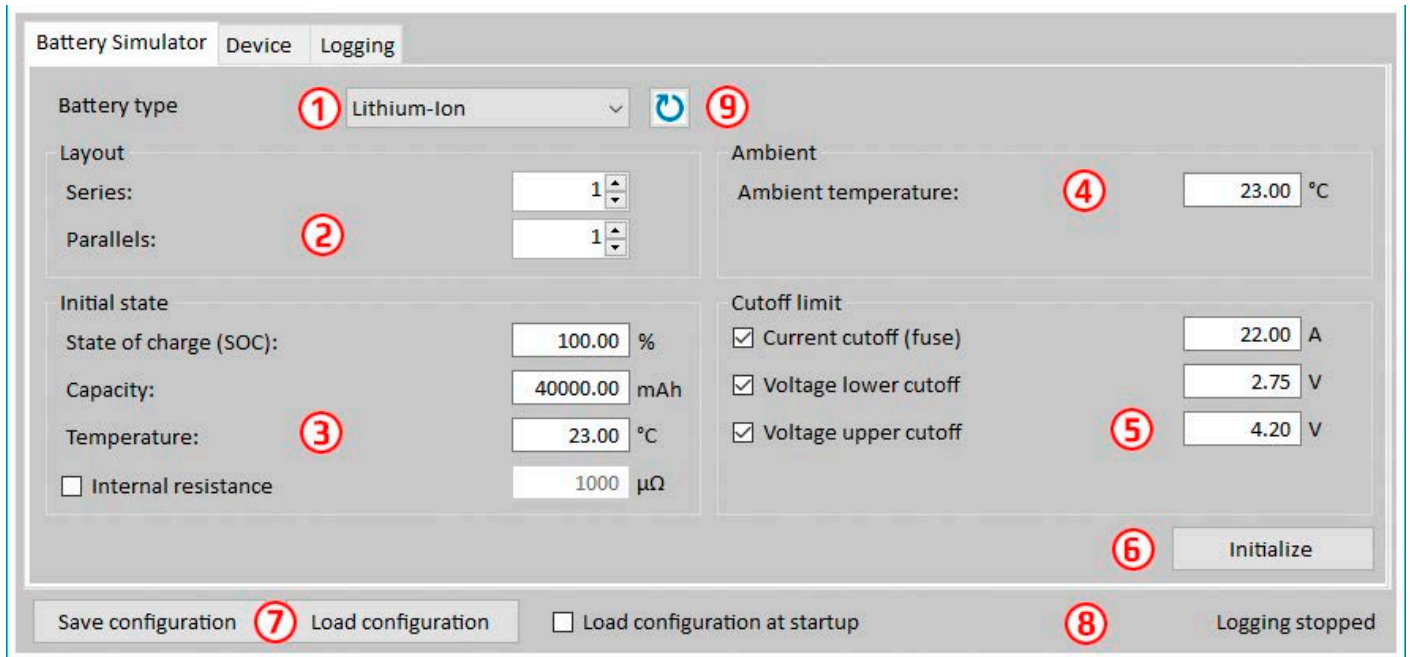 Battery Simulator Device Logging
Battery type 1 Lithium-Ion 9
Layout
Series: 1
Parallels: 1
2
Ambient
Ambient temperature: 4 23.00 °C
Initial state
State of charge (SOC): 100.00 %
Capacity: 40000.00 mAh
Temperature: 3 23.00 °C
Internal resistance 1000 µΩ
Cutoff limit
Current cutoff (fuse) 22.00 A
Voltage lower cutoff 2.75 V
Voltage upper cutoff 5 4.20 V
6 Initialize
Save configuration 7 Load configuration Load configuration at startup 8 Logging stopped